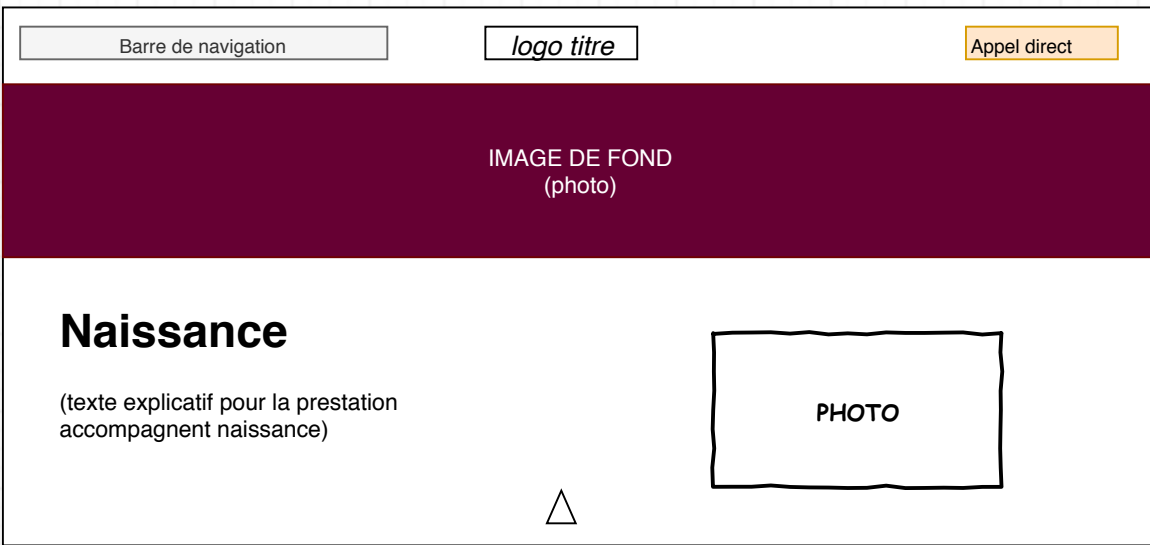 Barre de navigation
logo titre
Appel direct
IMAGE DE FOND
(photo)
Naissance
(texte explicatif pour la prestation
accompagnent naissance)
PHOTO